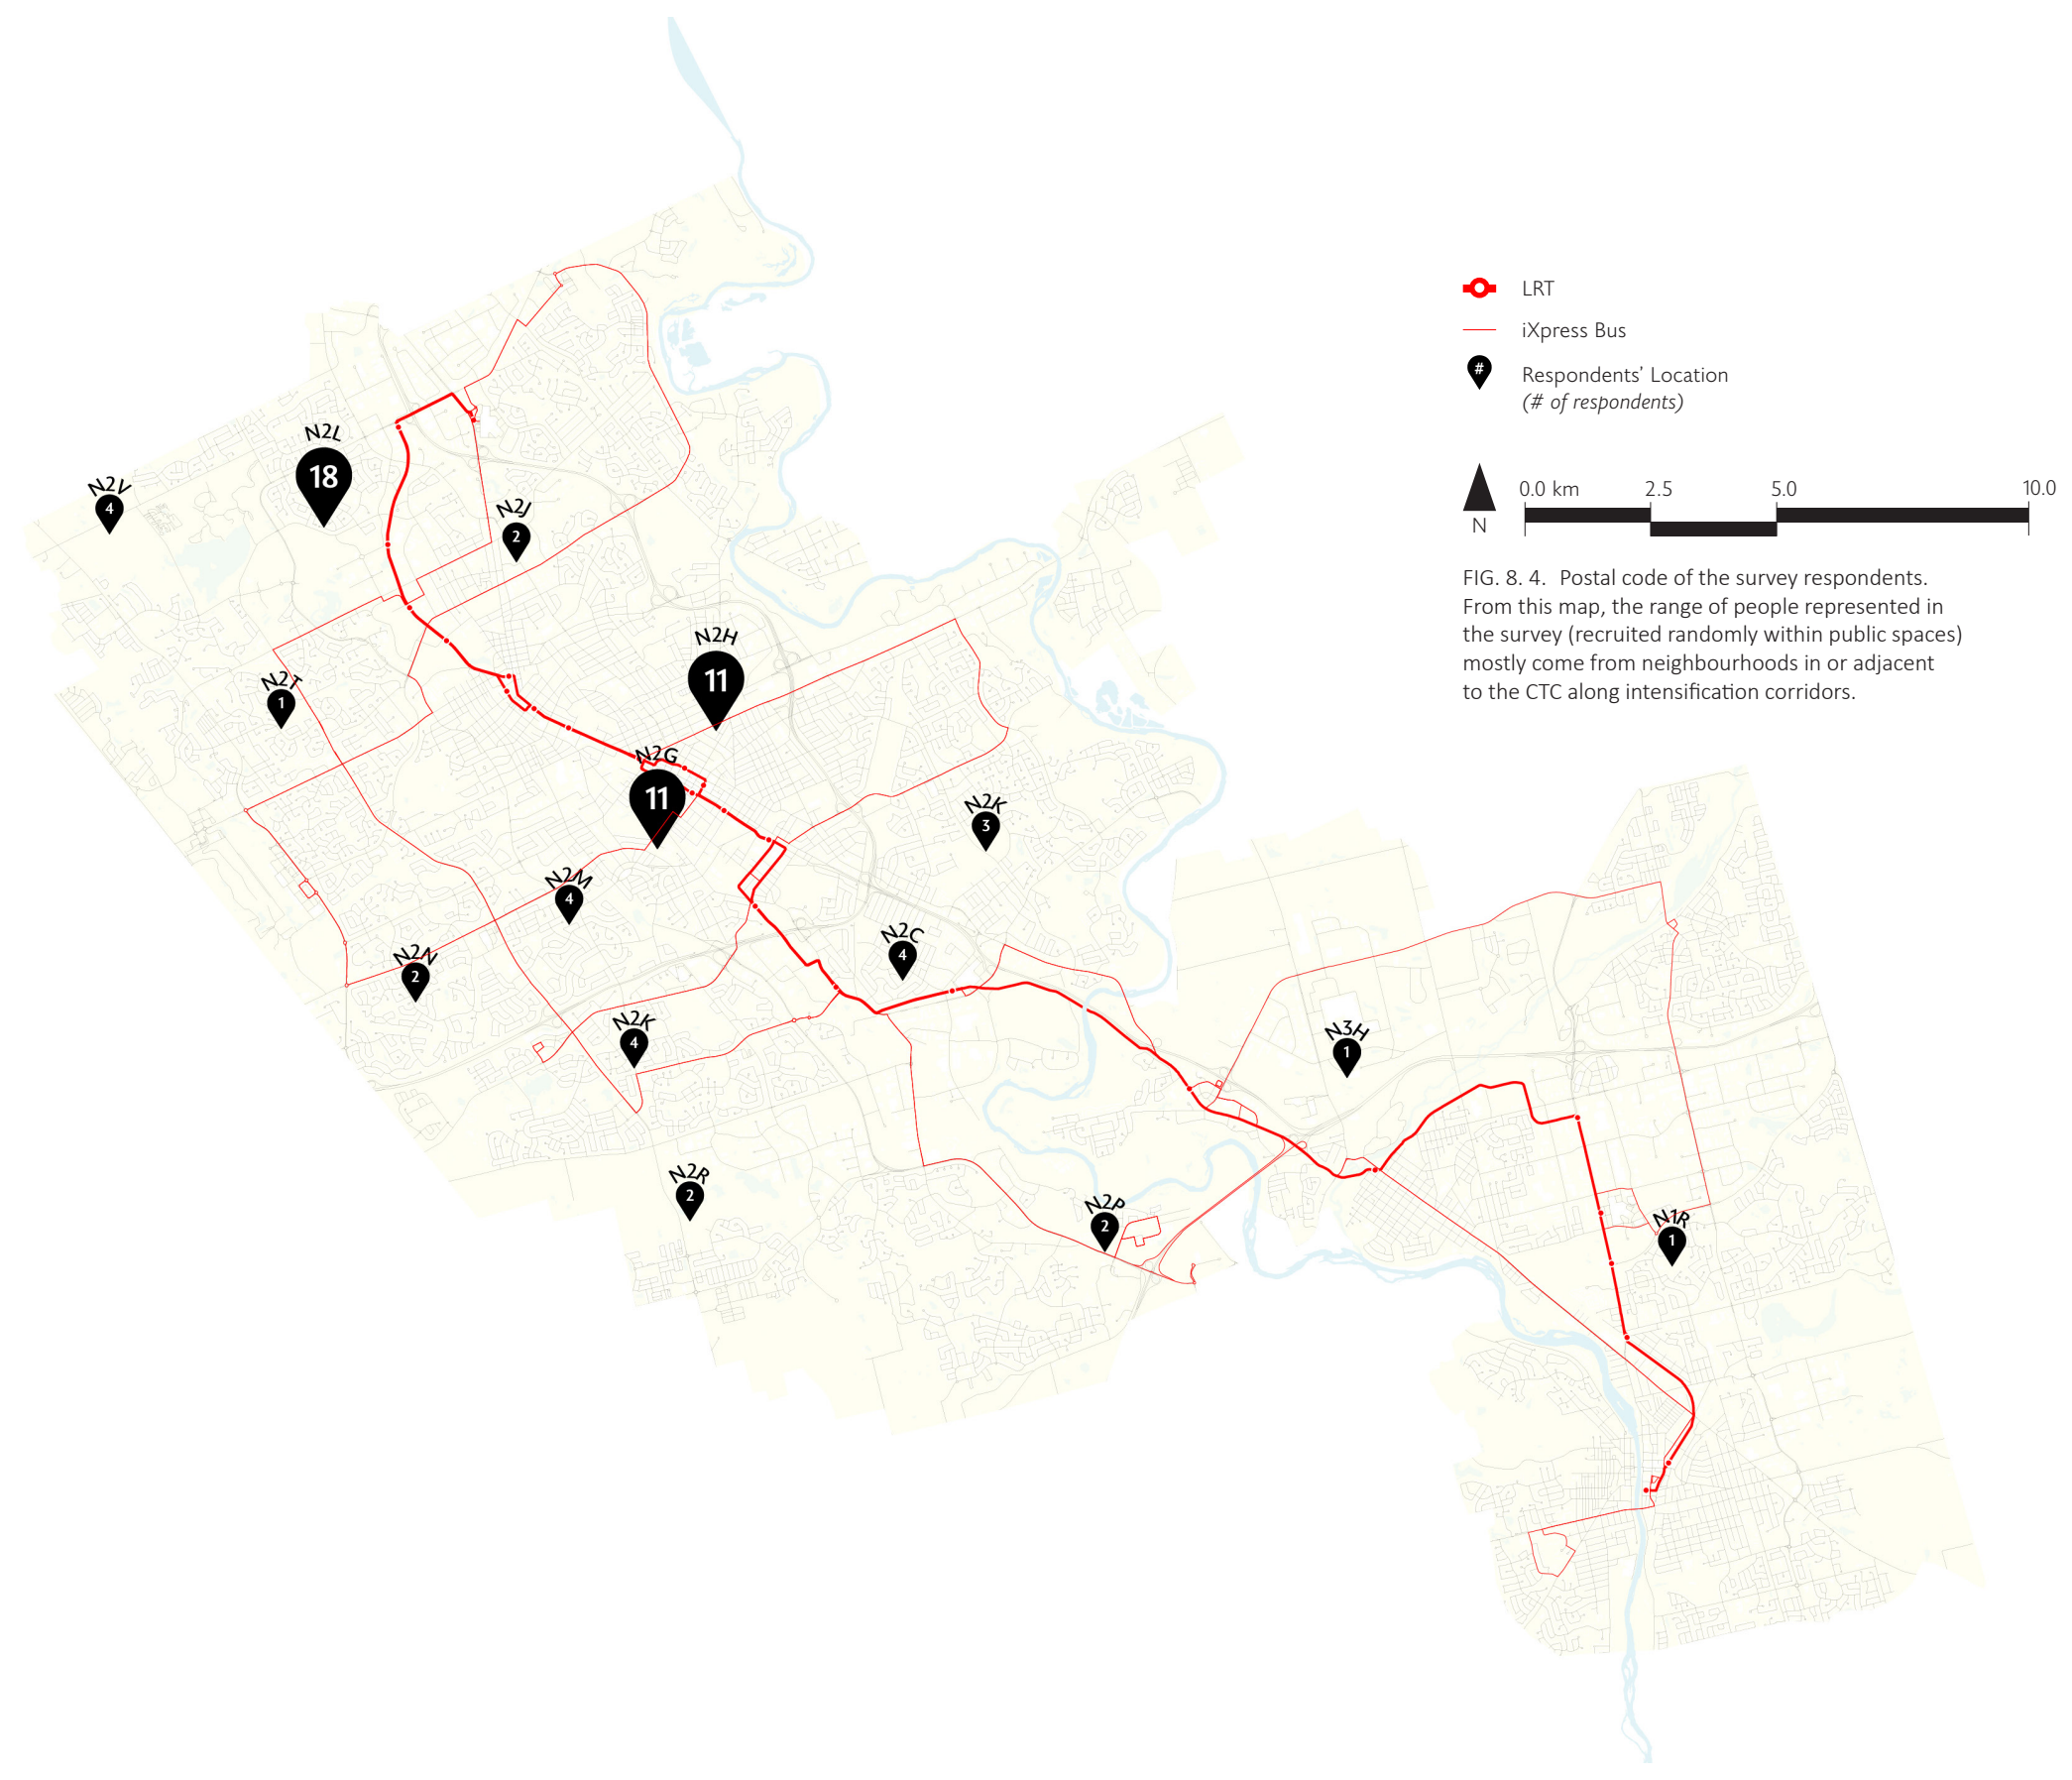 LRT
iXpress Bus
#
Respondents’ Location
(# of respondents)
N
0.0 km 2.5 5.0 10.0
FIG. 8. 4. Postal code of the survey respondents.
From this map, the range of people represented in
the survey (recruited randomly within public spaces)
mostly come from neighbourhoods in or adjacent
to the CTC along intensification corridors.
N2L
18
N2V
4
N2J
2
N2H
11
N2T
1
N2G
11
N2K
3
N2M
4
N2C
4
N2N
2
N2K
4
N3H
1
N2R
2
N2P
2
N1R
1